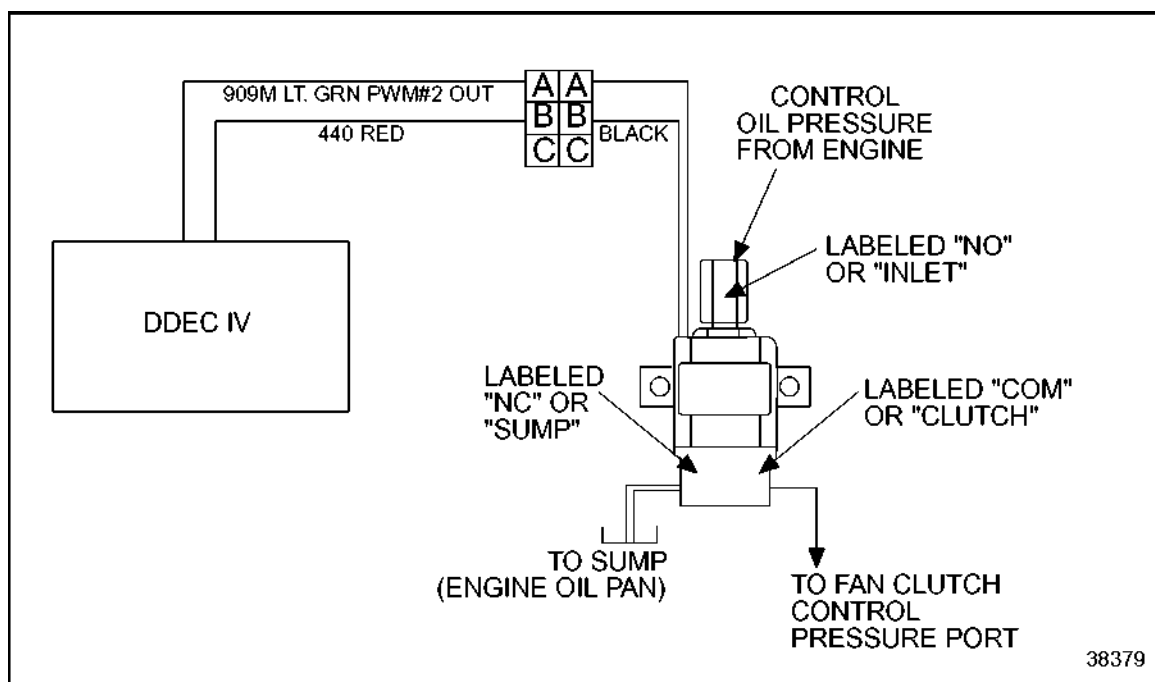 909M LT. GRN PWM#2 OUT
440 RED
A A
B B
C C
BLACK
CONTROL
OIL PRESSURE
FROM ENGINE
LABELED "NO"
OR "INLET"
DDEC IV
LABELED
"NC" OR
"SUMP"
LABELED "COM"
OR "CLUTCH"
TO SUMP
(ENGINE OIL PAN)
TO FAN CLUTCH
CONTROL
PRESSURE PORT
38379